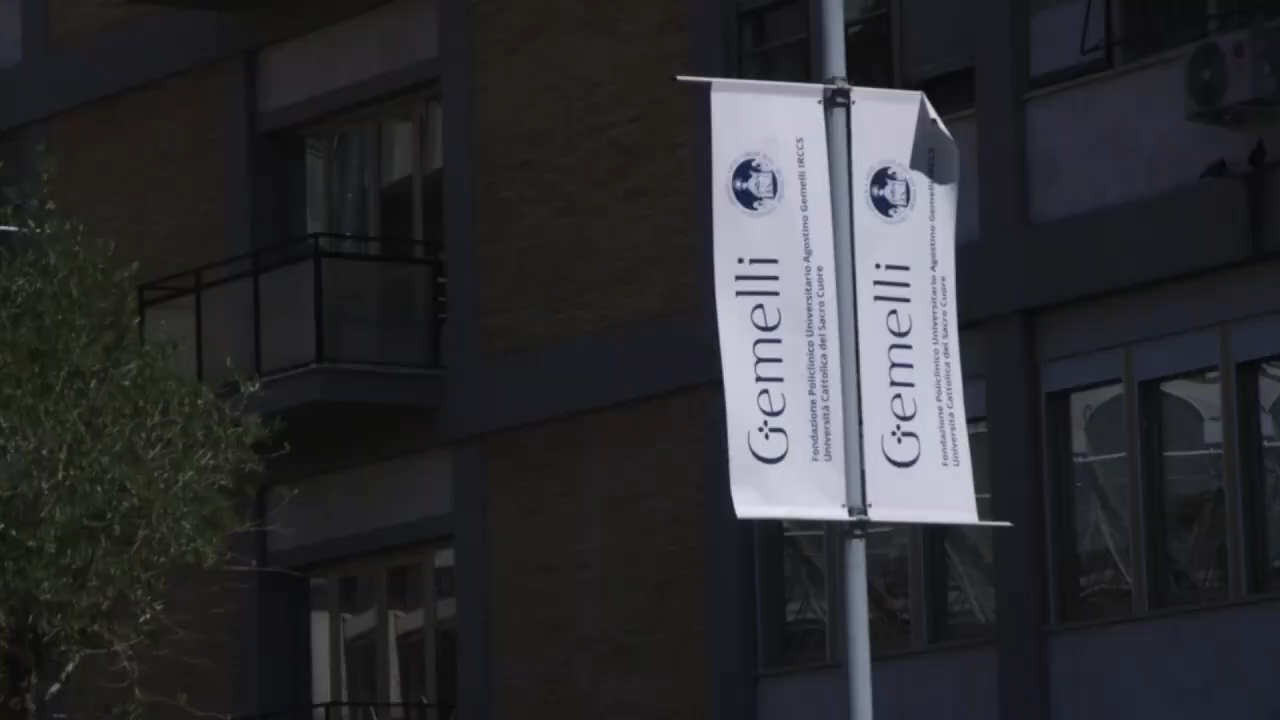 Gemelli
Fondazione Policlinico Universitario Agostino Gemelli IRCCS
Università Cattolica del Sacro Cuore
Gemelli
Fondazione Policlinico Universitario Agostino Gemelli
Università Cattolica del Sacro Cuore